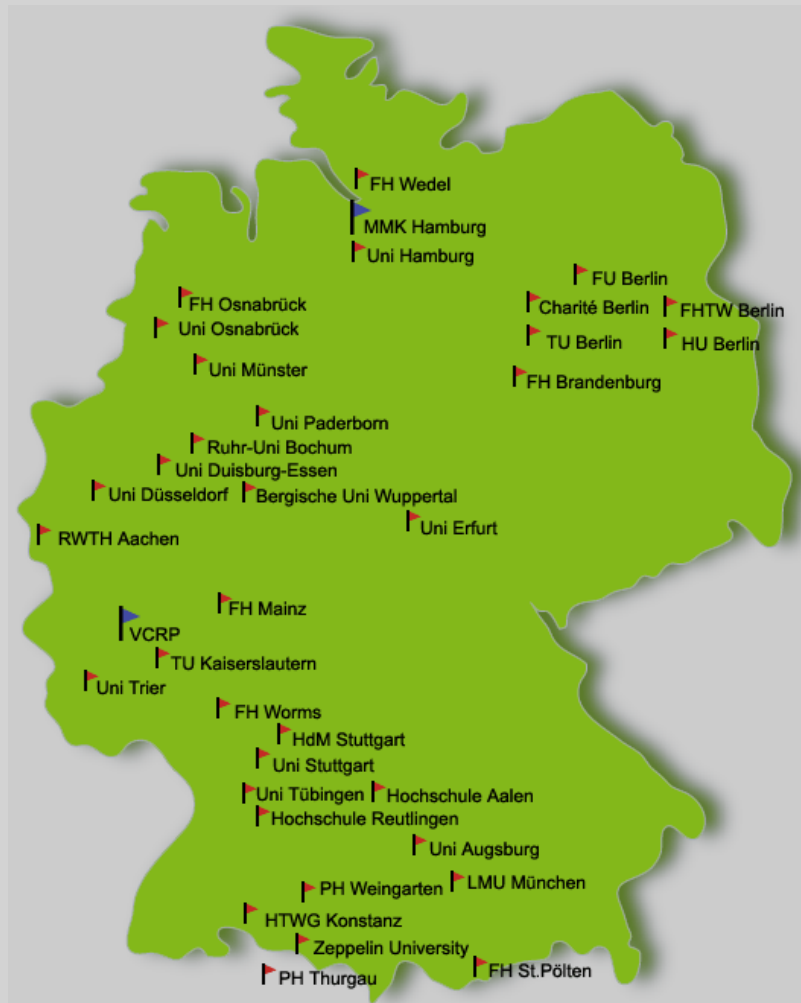 FH Wedel
MMK Hamburg
Uni Hamburg
FU Berlin
FH Osnabrück
Charité Berlin
FHTW Berlin
Uni Osnabrück
TU Berlin
HU Berlin
Uni Münster
FH Brandenburg
Uni Paderborn
Ruhr-Uni Bochum
Uni Duisburg-Essen
Uni Düsseldorf
Bergische Uni Wuppertal
Uni Erfurt
RWTH Aachen
FH Mainz
VCRP
TU Kaiserslautern
Uni Trier
FH Worms
HdM Stuttgart
Uni Stuttgart
Uni Tübingen
Hochschule Aalen
Hochschule Reutlingen
Uni Augsburg
PH Weingarten
LMU München
HTWG Konstanz
Zeppelin University
PH Thurgau
FH St.Pölten